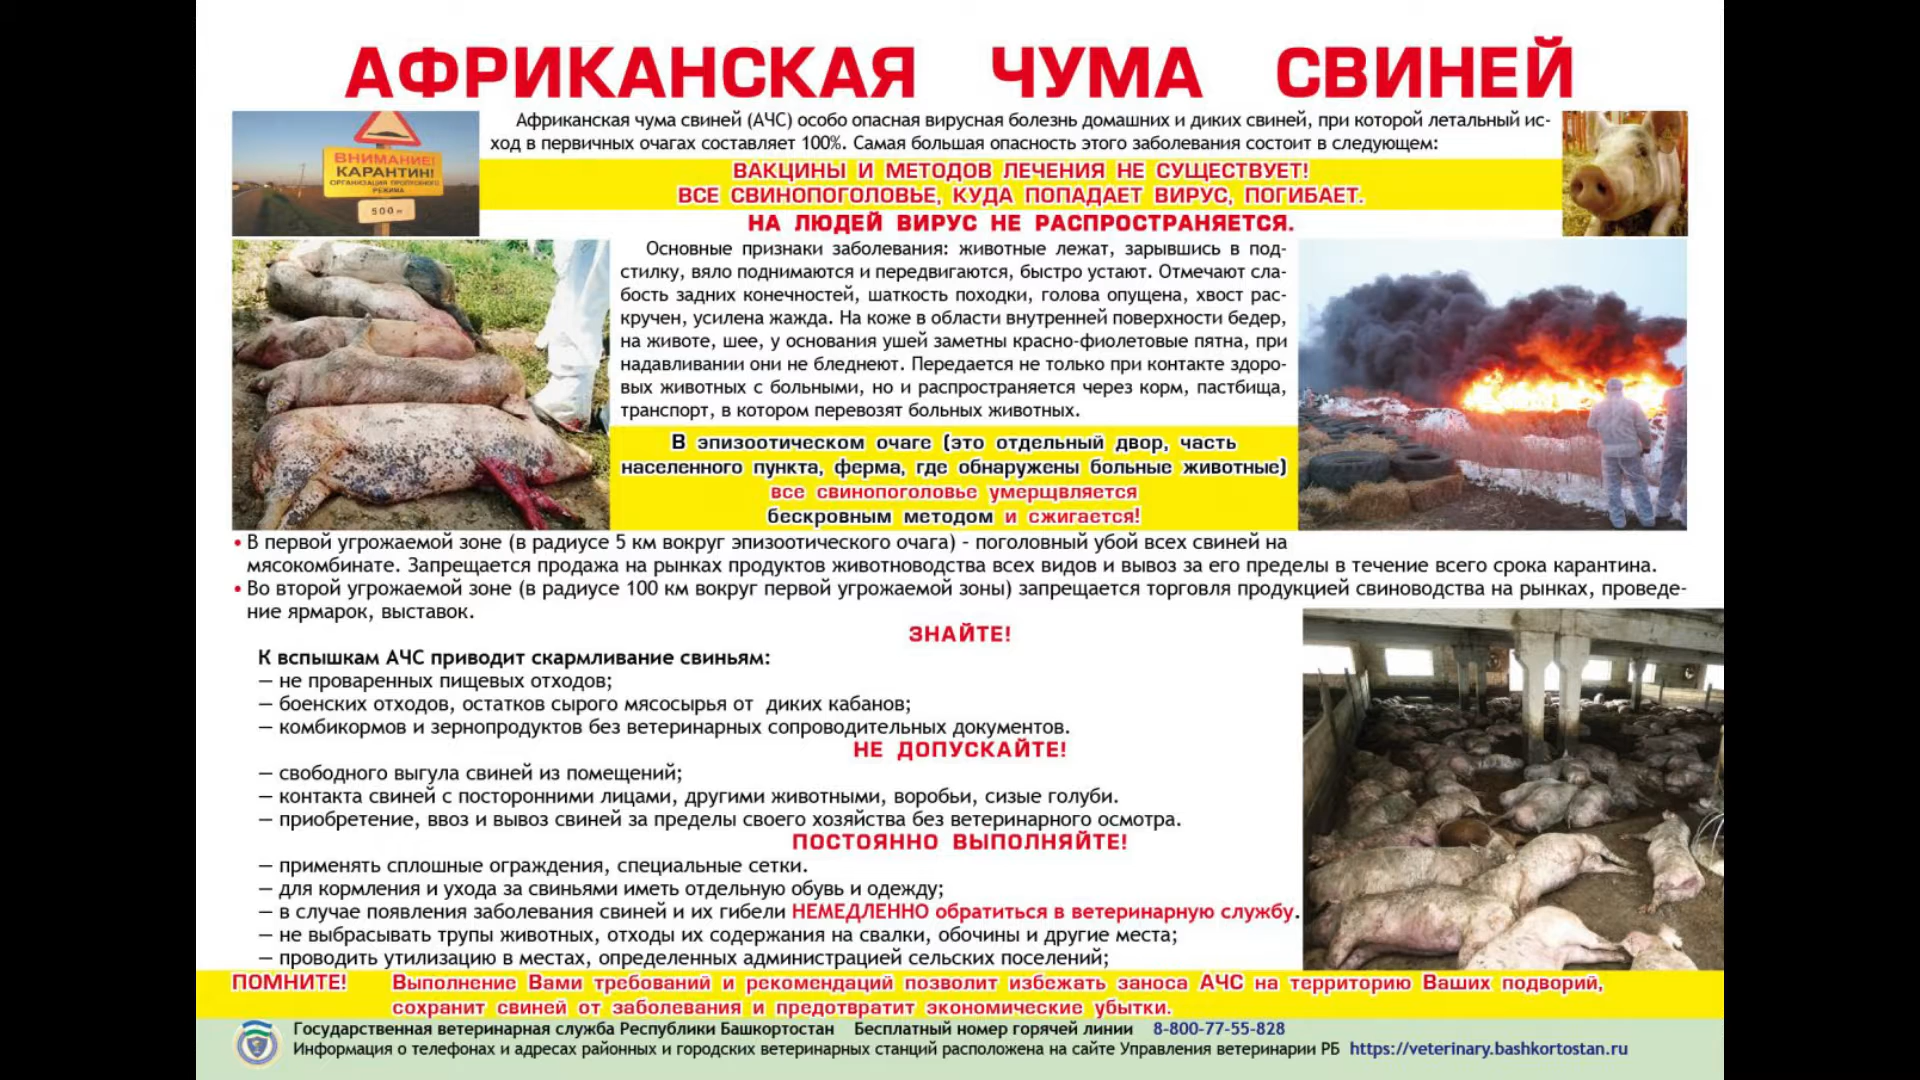 АФРИКАНСКАЯ ЧУМА СВИНЕЙ
ВНИМАНИЕ!
КАРАНТИН!
ОРГАНИЗАЦИЯ ПРОПУСКНОГО
РЕЖИМА
500 м
Африканская чума свиней (АЧС) особо опасная вирусная болезнь домашних и диких свиней, при которой летальный ис-
ход в первичных очагах составляет 100%. Самая большая опасность этого заболевания состоит в следующем:
ВАКЦИНЫ И МЕТОДОВ ЛЕЧЕНИЯ НЕ СУЩЕСТВУЕТ!
ВСЕ СВИНОПОГОЛОВЬЕ, КУДА ПОПАДАЕТ ВИРУС, ПОГИБАЕТ.
НА ЛЮДЕЙ ВИРУС НЕ РАСПРОСТРАНЯЕТСЯ.
Основные признаки заболевания: животные лежат, зарывшись в под-
стилку, вяло поднимаются и передвигаются, быстро устают. Отмечают сла-
бость задних конечностей, шаткость походки, голова опущена, хвост рас-
кручен, усилена жажда. На коже в области внутренней поверхности бедер,
на животе, шее, у основания ушей заметны красно-фиолетовые пятна, при
надавливании они не бледнеют. Передается не только при контакте здоро-
вых животных с больными, но и распространяется через корм, пастбища,
транспорт, в котором перевозят больных животных.
В эпизоотическом очаге (это отдельный двор, часть
населенного пункта, ферма, где обнаружены больные животные)
все свинопоголовье умерщвляется
бескровным методом и сжигается!
• В первой угрожаемой зоне (в радиусе 5 км вокруг эпизоотического очага) – поголовный убой всех свиней на
мясокомбинате. Запрещается продажа на рынках продуктов животноводства всех видов и вывоз за его пределы в течение всего срока карантина.
• Во второй угрожаемой зоне (в радиусе 100 км вокруг первой угрожаемой зоны) запрещается торговля продукцией свиноводства на рынках, проведе-
ние ярмарок, выставок.
ЗНАЙТЕ!
К вспышкам АЧС приводит скармливание свиньям:
— не проваренных пищевых отходов;
— боенских отходов, остатков сырого мясосырья от диких кабанов;
— комбикормов и зернопродуктов без ветеринарных сопроводительных документов.
НЕ ДОПУСКАЙТЕ!
— свободного выгула свиней из помещений;
— контакта свиней с посторонними лицами, другими животными, воробьи, сизые голуби.
— приобретение, ввоз и вывоз свиней за пределы своего хозяйства без ветеринарного осмотра.
ПОСТОЯННО ВЫПОЛНЯЙТЕ!
— применять сплошные ограждения, специальные сетки.
— для кормления и ухода за свиньями иметь отдельную обувь и одежду;
— в случае появления заболевания свиней и их гибели НЕМЕДЛЕННО обратиться в ветеринарную службу.
— не выбрасывать трупы животных, отходы их содержания на свалки, обочины и другие места;
— проводить утилизацию в местах, определенных администрацией сельских поселений;
ПОМНИТЕ! Выполнение Вами требований и рекомендаций позволит избежать заноса АЧС на территорию Ваших подворий,
сохранит свиней от заболевания и предотвратит экономические убытки.
Государственная ветеринарная служба Республики Башкортостан Бесплатный номер горячей линии 8-800-77-55-828
Информация о телефонах и адресах районных и городских ветеринарных станций расположена на сайте Управления ветеринарии РБ https://veterinary.bashkortostan.ru